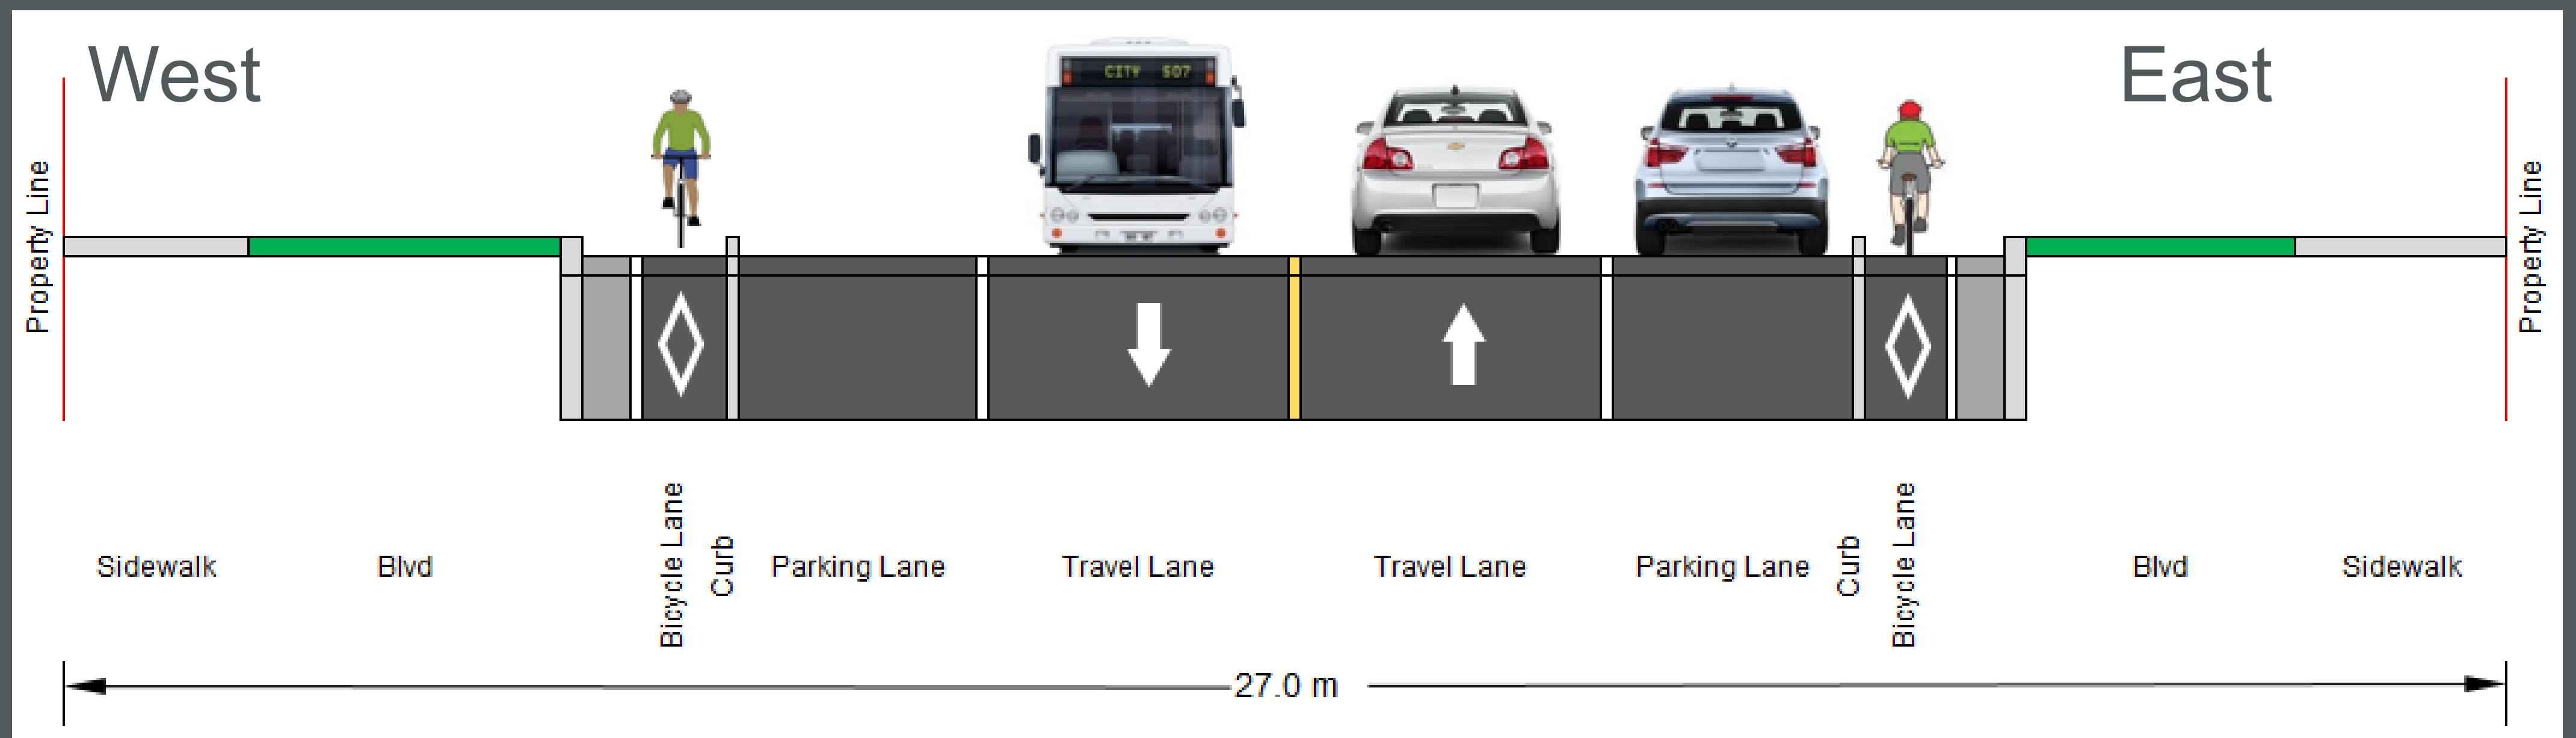 West
East
CITY 507
Property Line
Property Line
Sidewalk
Blvd
Bicycle Lane
Curb
Parking Lane
Travel Lane
Travel Lane
Parking Lane
Curb
Bicycle Lane
Blvd
Sidewalk
27.0 m